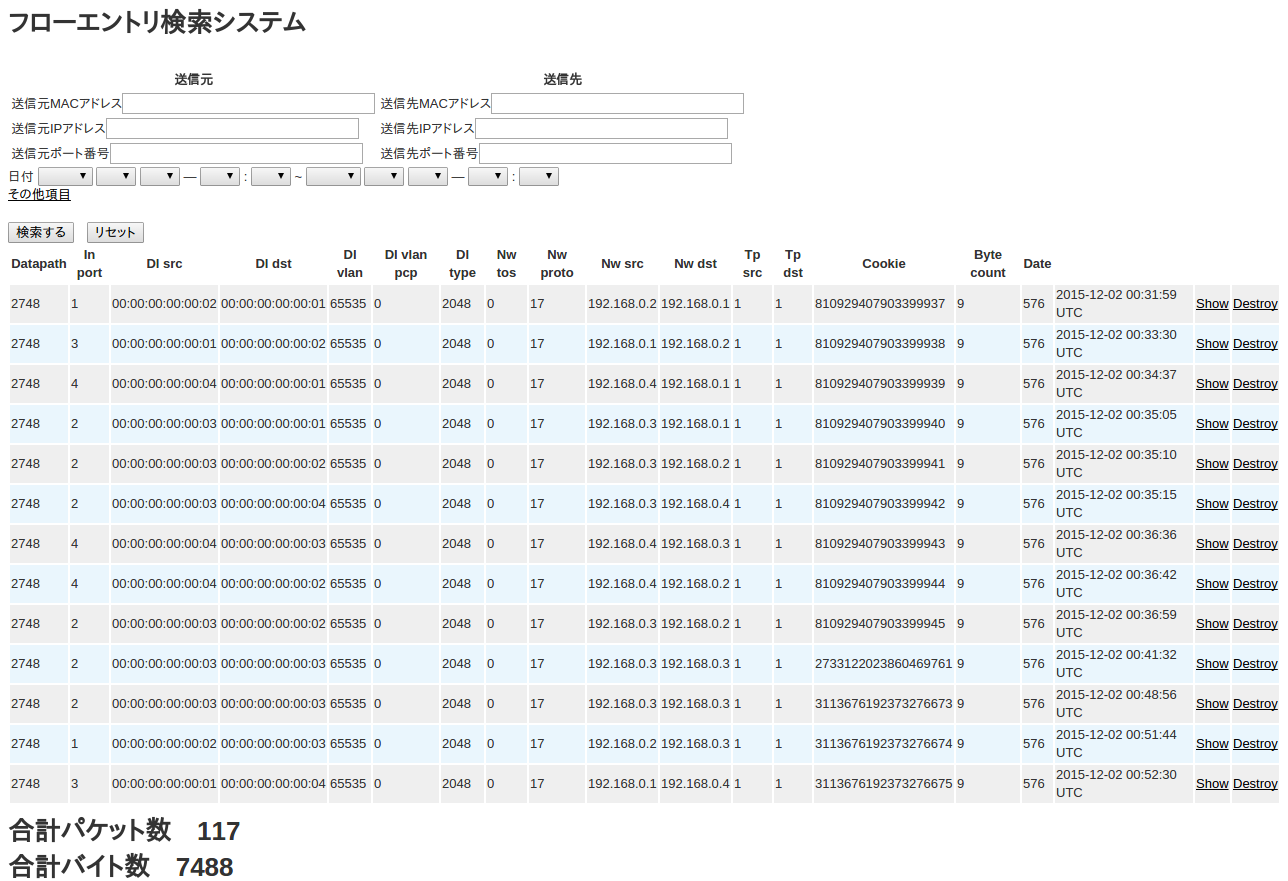 フローエントリ検索システム
送信元 送信先
送信元MACアドレス 送信先MACアドレス
送信元IPアドレス 送信先IPアドレス
送信元ポート番号 送信先ポート番号
日付 — : ~ — :
その他項目
検索する リセット
Datapath In port Dl src Dl dst Dl vlan Dl vlan pcp Dl type Nw tos Nw proto Nw src Nw dst Tp src Tp dst Cookie Byte count Date
2748 1 00:00:00:00:00:02 00:00:00:00:00:01 65535 0 2048 0 17 192.168.0.2 192.168.0.1 1 1 810929407903399937 9 576 2015-12-02 00:31:59 UTC Show Destroy
2748 3 00:00:00:00:00:01 00:00:00:00:00:02 65535 0 2048 0 17 192.168.0.1 192.168.0.2 1 1 810929407903399938 9 576 2015-12-02 00:33:30 UTC Show Destroy
2748 4 00:00:00:00:00:04 00:00:00:00:00:01 65535 0 2048 0 17 192.168.0.4 192.168.0.1 1 1 810929407903399939 9 576 2015-12-02 00:34:37 UTC Show Destroy
2748 2 00:00:00:00:00:03 00:00:00:00:00:01 65535 0 2048 0 17 192.168.0.3 192.168.0.1 1 1 810929407903399940 9 576 2015-12-02 00:35:05 UTC Show Destroy
2748 2 00:00:00:00:00:03 00:00:00:00:00:02 65535 0 2048 0 17 192.168.0.3 192.168.0.2 1 1 810929407903399941 9 576 2015-12-02 00:35:10 UTC Show Destroy
2748 2 00:00:00:00:00:03 00:00:00:00:00:04 65535 0 2048 0 17 192.168.0.3 192.168.0.4 1 1 810929407903399942 9 576 2015-12-02 00:35:15 UTC Show Destroy
2748 4 00:00:00:00:00:04 00:00:00:00:00:03 65535 0 2048 0 17 192.168.0.4 192.168.0.3 1 1 810929407903399943 9 576 2015-12-02 00:36:36 UTC Show Destroy
2748 4 00:00:00:00:00:04 00:00:00:00:00:02 65535 0 2048 0 17 192.168.0.4 192.168.0.2 1 1 810929407903399944 9 576 2015-12-02 00:36:42 UTC Show Destroy
2748 2 00:00:00:00:00:03 00:00:00:00:00:02 65535 0 2048 0 17 192.168.0.3 192.168.0.2 1 1 810929407903399945 9 576 2015-12-02 00:36:59 UTC Show Destroy
2748 2 00:00:00:00:00:03 00:00:00:00:00:03 65535 0 2048 0 17 192.168.0.3 192.168.0.3 1 1 2733122023860469761 9 576 2015-12-02 00:41:32 UTC Show Destroy
2748 2 00:00:00:00:00:03 00:00:00:00:00:03 65535 0 2048 0 17 192.168.0.3 192.168.0.3 1 1 3113676192373276673 9 576 2015-12-02 00:48:56 UTC Show Destroy
2748 1 00:00:00:00:00:02 00:00:00:00:00:03 65535 0 2048 0 17 192.168.0.2 192.168.0.3 1 1 3113676192373276674 9 576 2015-12-02 00:51:44 UTC Show Destroy
2748 3 00:00:00:00:00:01 00:00:00:00:00:04 65535 0 2048 0 17 192.168.0.1 192.168.0.4 1 1 3113676192373276675 9 576 2015-12-02 00:52:30 UTC Show Destroy
合計パケット数 117
合計バイト数 7488